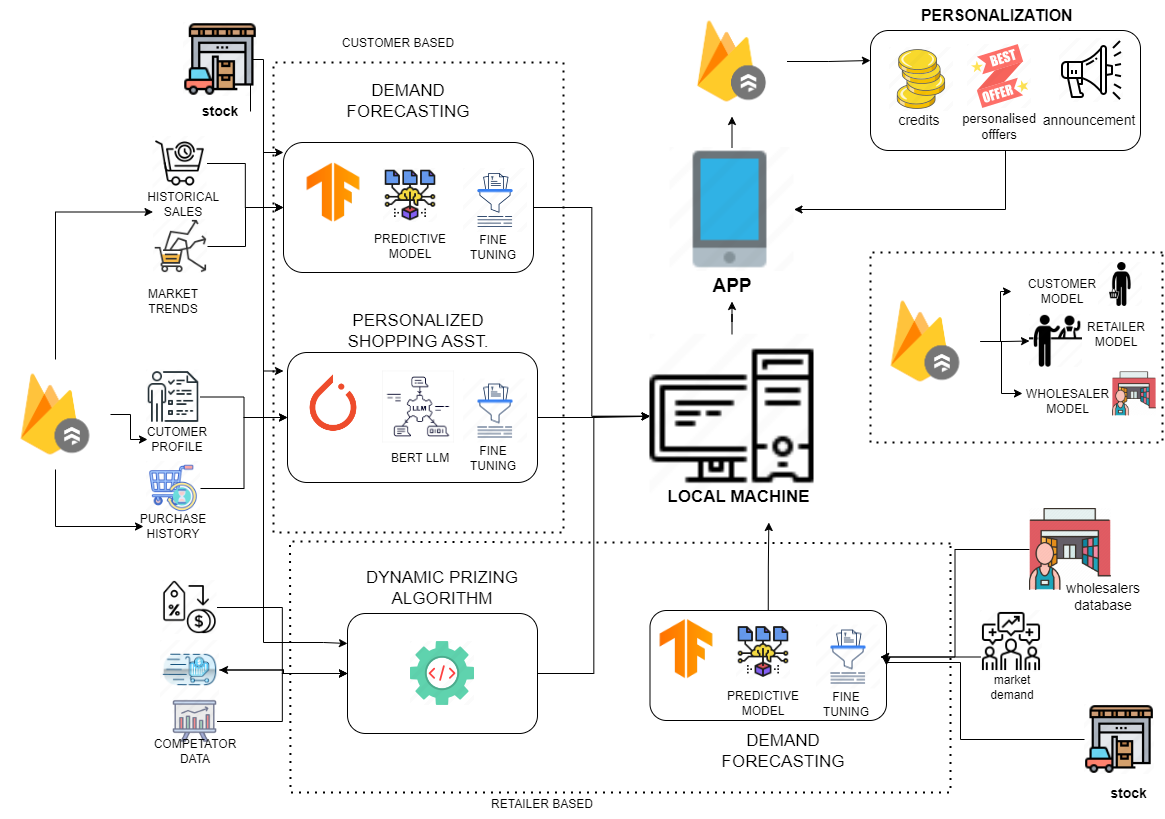 PERSONALIZATION
CUSTOMER BASED
stock
DEMAND
FORECASTING
BEST
OFFER
credits
personalised
offfers
announcement
HISTORICAL
SALES
PREDICTIVE
MODEL
FINE
TUNING
MARKET
TRENDS
APP
CUSTOMER
MODEL
RETAILER
MODEL
WHOLESALER
MODEL
PERSONALIZED
SHOPPING ASST.
LLM
BERT LLM
FINE
TUNING
CUTOMER
PROFILE
PURCHASE
HISTORY
LOCAL MACHINE
DYNAMIC PRIZING
ALGORITHM
wholesalers
database
%
$
</>
PREDICTIVE
MODEL
FINE
TUNING
market
demand
COMPETATOR
DATA
DEMAND
FORECASTING
stock
RETAILER BASED